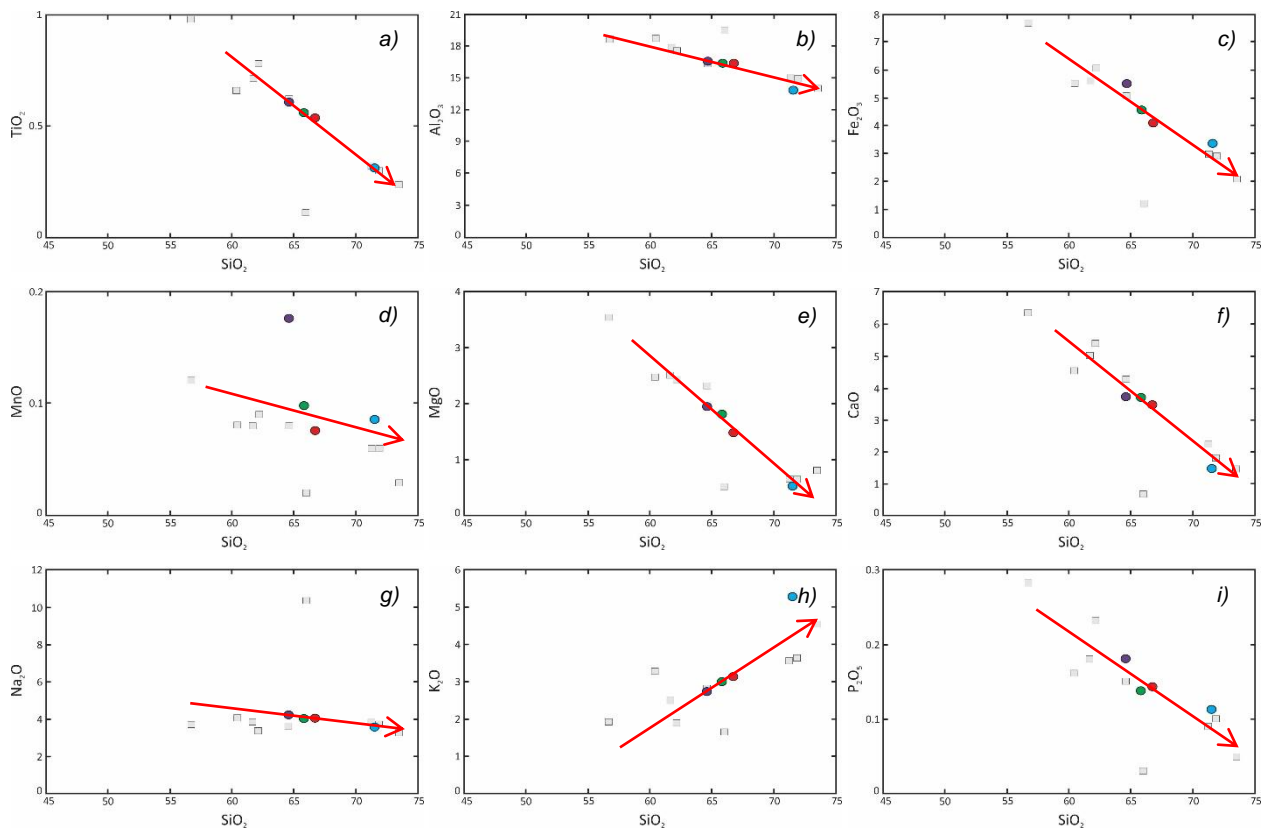 a)
TiO₂
1
0.5
0
45 50 55 60 65 70 75
SiO₂
b)
Al₂O₃
21
18
15
12
9
6
3
0
45 50 55 60 65 70 75
SiO₂
c)
Fe₂O₃
8
7
6
5
4
3
2
1
0
45 50 55 60 65 70 75
SiO₂
d)
MnO
0.2
0.1
0
45 50 55 60 65 70 75
SiO₂
e)
MgO
4
3
2
1
0
45 50 55 60 65 70 75
SiO₂
f)
CaO
7
6
5
4
3
2
1
0
45 50 55 60 65 70 75
SiO₂
g)
Na₂O
12
10
8
6
4
2
0
45 50 55 60 65 70 75
SiO₂
h)
K₂O
6
5
4
3
2
1
0
45 50 55 60 65 70 75
SiO₂
i)
P₂O₅
0.3
0.2
0.1
0
45 50 55 60 65 70 75
SiO₂